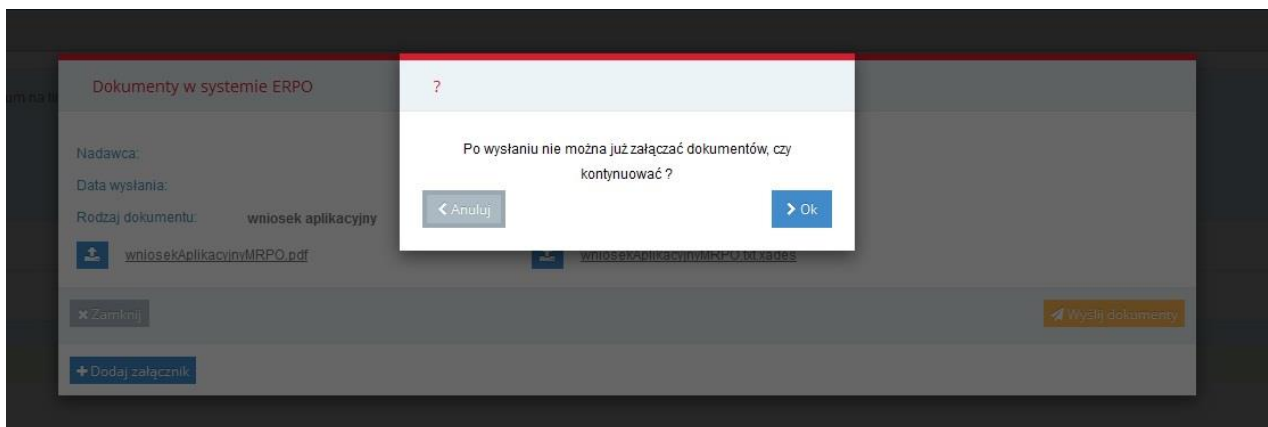 Dokumenty w systemie ERPO
?
Po wysłaniu nie można już załączać dokumentów, czy
kontynuować ?
Anuluj
Ok
Nadawca:
Data wysłania:
Rodzaj dokumentu: wniosek aplikacyjny
wniosekAplikacyjnyMRPO.pdf
wniosekAplikacyjnyMRPO.txt.xades
Zamknij
Wyślij dokumenty
Dodaj załącznik